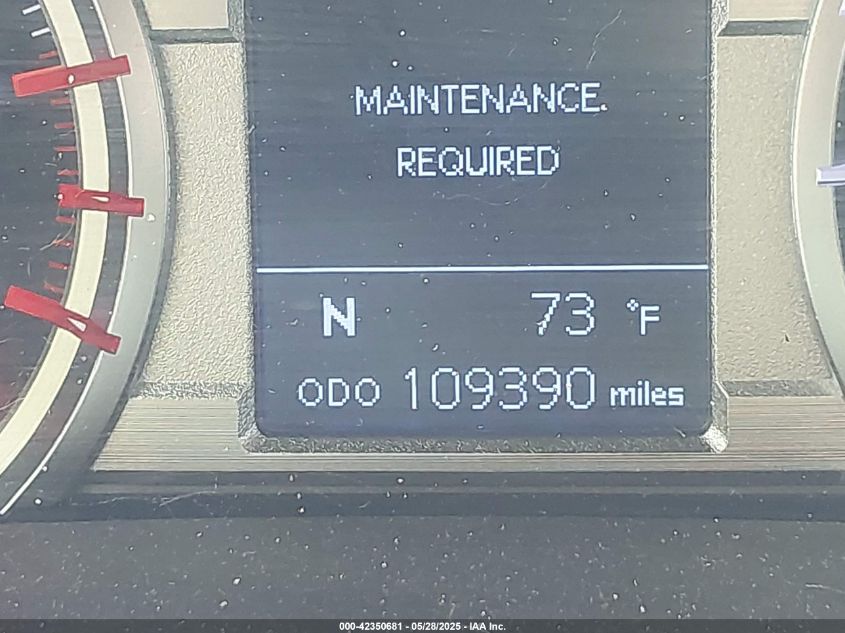 MAINTENANCE
REQUIRED
N 73 °F
ODO 109390 miles
000-42350681 - 05/28/2025 - IAA Inc.